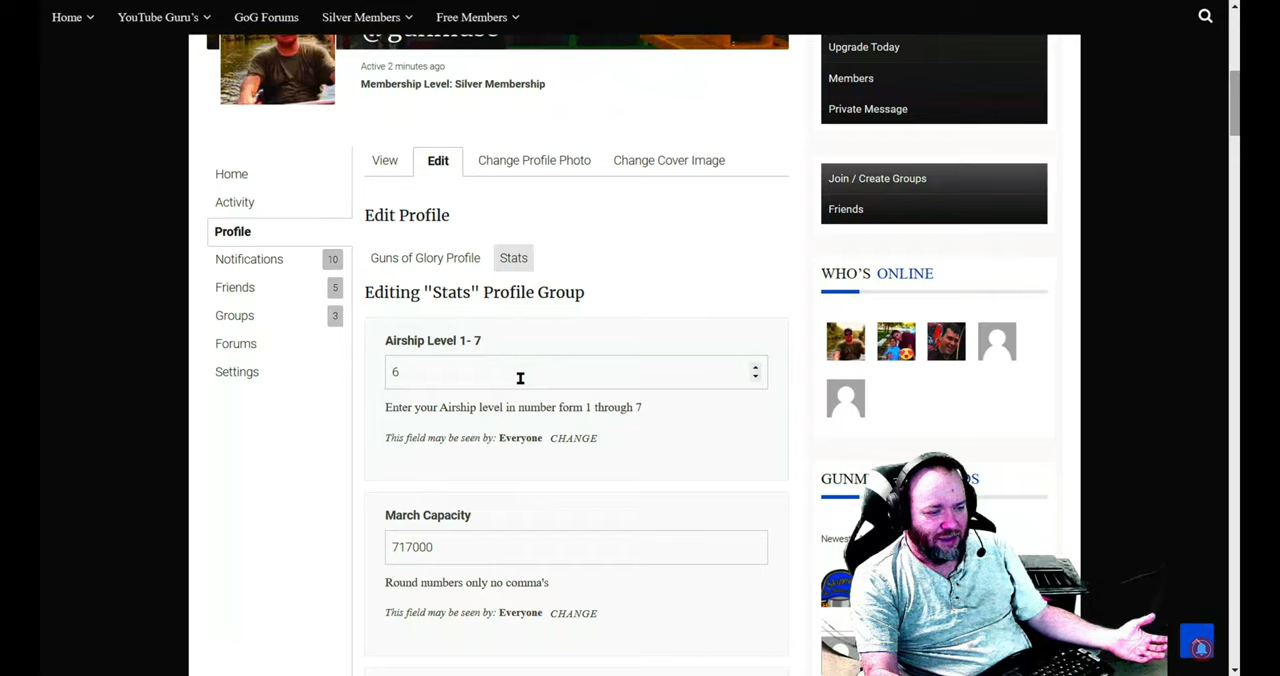 Home YouTube Guru's GoG Forums Silver Members Free Members
Active 2 minutes ago
Membership Level: Silver Membership
Home
Activity
Profile
Notifications 10
Friends 5
Groups 3
Forums
Settings
View Edit Change Profile Photo Change Cover Image
Edit Profile
Guns of Glory Profile Stats
Editing "Stats" Profile Group
Airship Level 1- 7
6
Enter your Airship level in number form 1 through 7
This field may be seen by: Everyone CHANGE
March Capacity
717000
Round numbers only no comma's
This field may be seen by: Everyone CHANGE
Upgrade Today
Members
Private Message
Join / Create Groups
Friends
WHO'S ONLINE